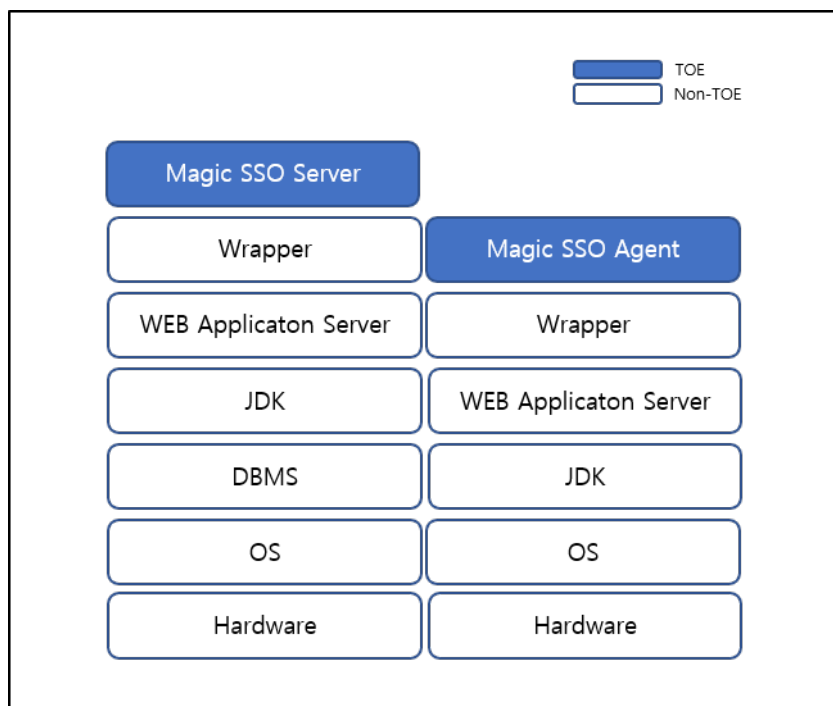 TOE
Non-TOE
Magic SSO Server
Wrapper
Magic SSO Agent
WEB Applicaton Server
Wrapper
JDK
WEB Applicaton Server
DBMS
JDK
OS
OS
Hardware
Hardware